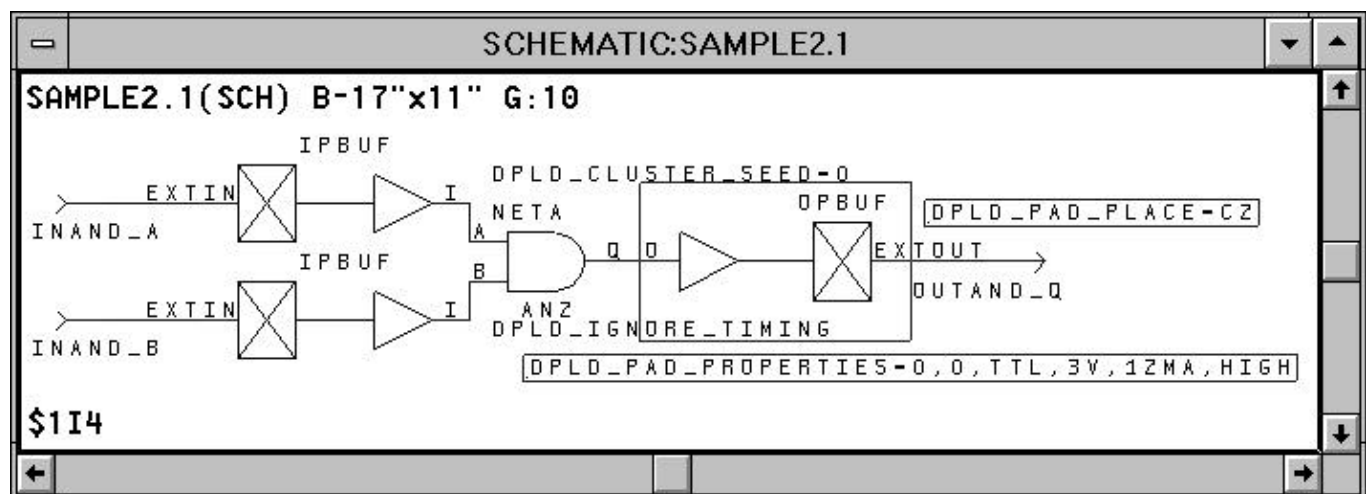 SCHEMATIC:SAMPLE2.1
SAMPLE2.1(SCH) B-17"x11" G:10
IPBUF
EXTIN
I
INAND_A
DPLD_CLUSTER_SEED=0
NETA
OPBUF
DPLD_PAD_PLACE=C2
A
Q
O
EXTOUT
OUTAND_Q
IPBUF
B
EXTIN
I
AN2
INAND_B
DPLD_IGNORE_TIMING
DPLD_PAD_PROPERTIES=0,0,TTL,3V,12MA,HIGH
$1I4